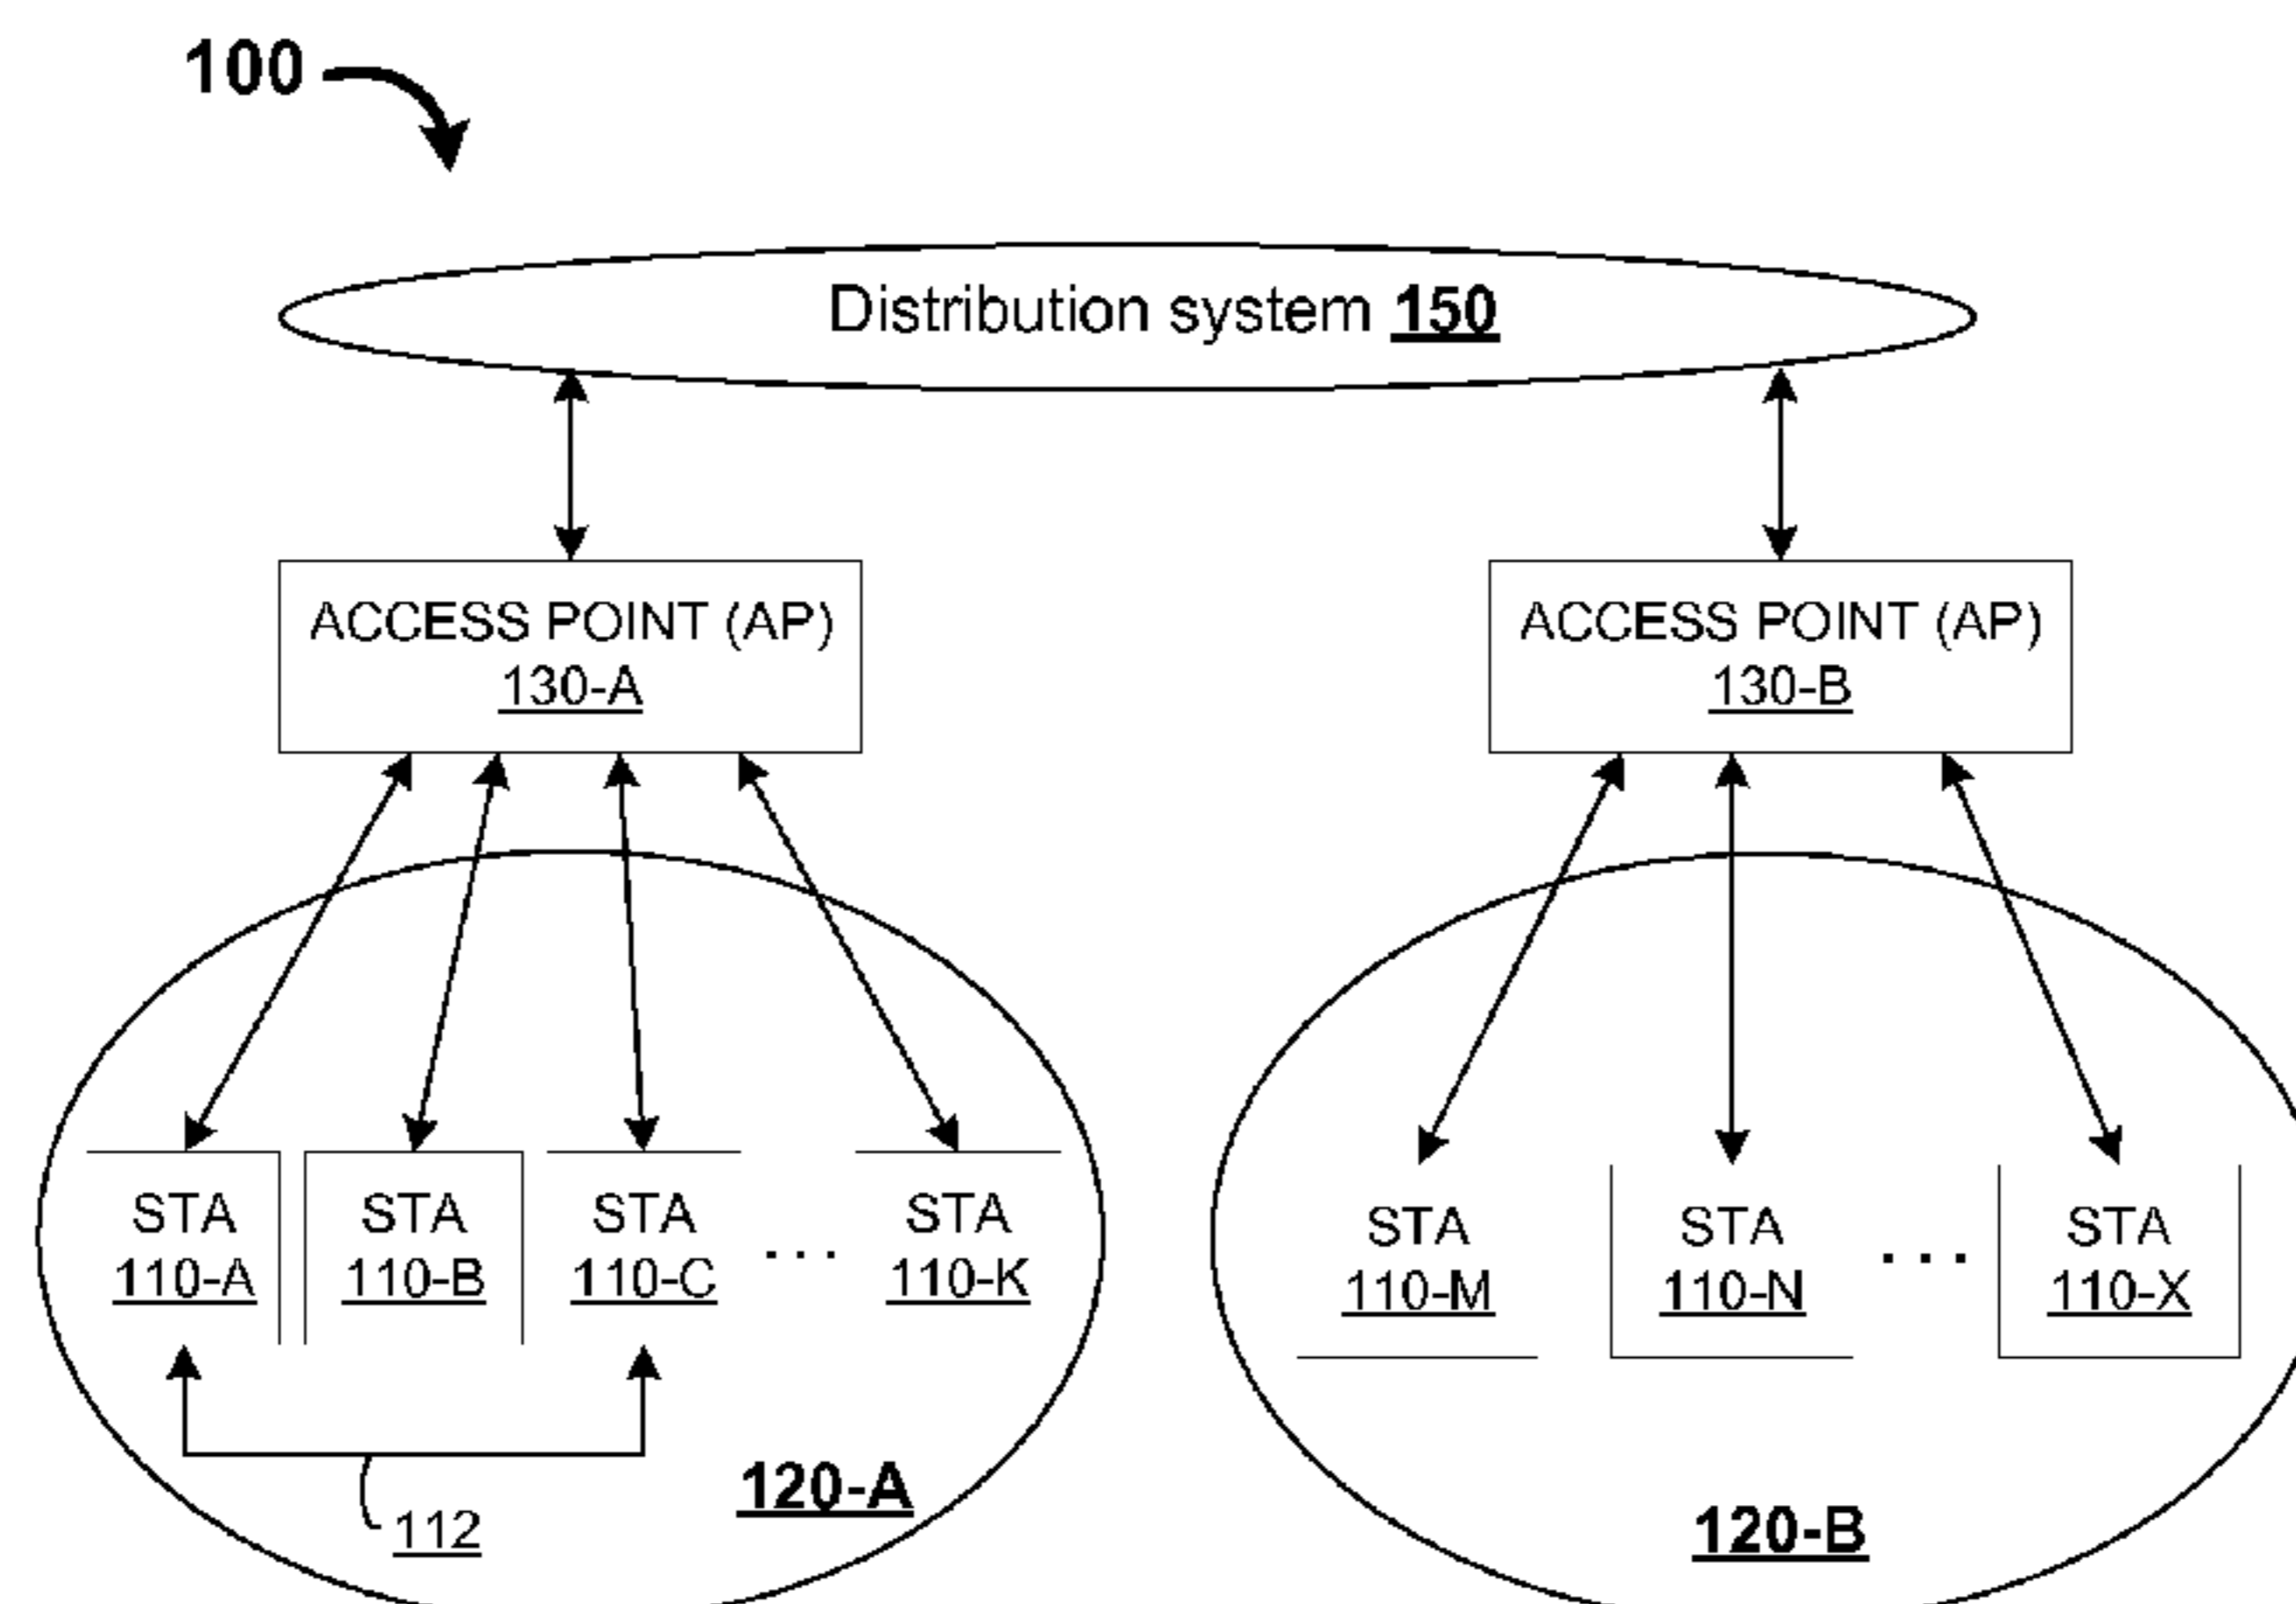 100
Distribution system 150
ACCESS POINT (AP)
130-A
ACCESS POINT (AP)
130-B
STA
110-A
STA
110-B
STA
110-C
...
STA
110-K
STA
110-M
STA
110-N
...
STA
110-X
112
120-A
120-B